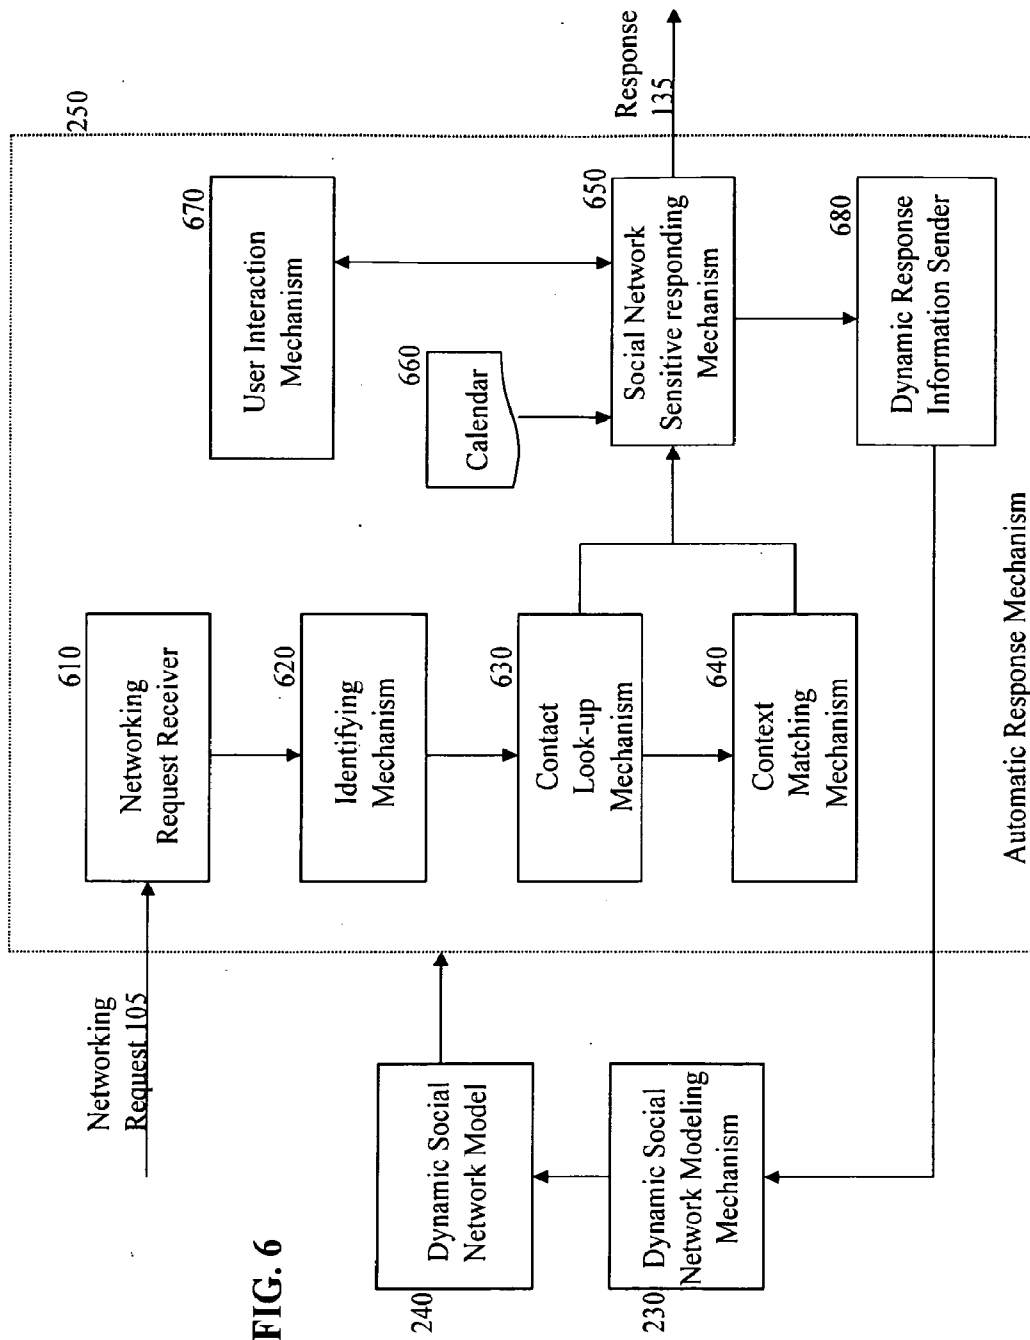 FIG. 6
Networking
Request 105
250
610
Networking
Request Receiver
620
Identifying
Mechanism
630
Contact
Look-up
Mechanism
640
Context
Matching
Mechanism
670
User Interaction
Mechanism
660
Calendar
650
Social Network
Sensitive responding
Mechanism
Response
135
680
Dynamic Response
Information Sender
240
Dynamic Social
Network Model
230
Dynamic Social
Network Modeling
Mechanism
Automatic Response Mechanism